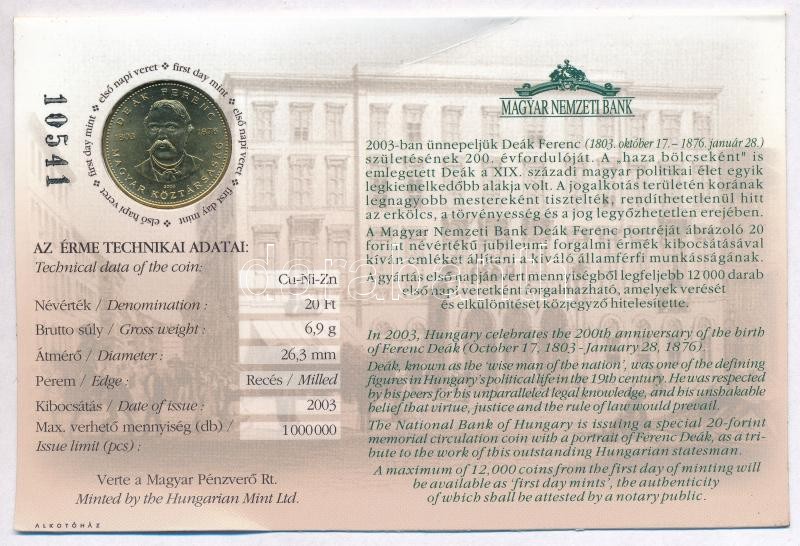 10541
első napi veret ❖ first day mint ❖ első napi veret ❖ first day mint ❖ első napi veret ❖ first day mint
DEÁK FERENC
1803 1876
2003
MAGYAR KÖZTÁRSASÁG
AZ ÉRME TECHNIKAI ADATAI:
Technical data of the coin:
Cu-Ni-Zn
Névérték / Denomination : 20 Ft
Brutto súly / Gross weight : 6,9 g
Átmérő / Diameter : 26,3 mm
Perem / Edge : Recés / Milled
Kibocsátás / Date of issue : 2003
Max. verhető mennyiség (db) /
Issue limit (pcs) : 1000000
Verte a Magyar Pénzverő Rt.
Minted by the Hungarian Mint Ltd.
ALKOTÓHÁZ
MAGYAR NEMZETI BANK
2003-ban ünnepeljük Deák Ferenc (1803. október 17. – 1876. január 28.)
születésének 200. évfordulóját. A „haza bölcseként" is
emlegetett Deák a XIX. századi magyar politikai élet egyik
legkiemelkedőbb alakja volt. A jogalkotás területén korának
legnagyobb mestereként tisztelték, rendíthetetlenül hitt
az erkölcs, a törvényesség és a jog legyőzhetetlen erejében.
A Magyar Nemzeti Bank Deák Ferenc portréját ábrázoló 20
forint névértékű jubileumi forgalmi érmék kibocsátásával
kíván emléket állítani a kiváló államférfi munkásságának.
A gyártás első napján vert mennyiségből legfeljebb 12 000 darab
első napi veretként forgalmazható, amelyek verését
és elkülönítését közjegyző hitelesítette.
In 2003, Hungary celebrates the 200th anniversary of the birth
of Ferenc Deák (October 17, 1803 - January 28, 1876).
Deák, known as the 'wise man of the nation', was one of the defining
figures in Hungary's political life in the 19th century. He was respected
by his peers for his unparalleled legal knowledge, and his unshakable
belief that virtue, justice and the rule of law would prevail.
The National Bank of Hungary is issuing a special 20-forint
memorial circulation coin with a portrait of Ferenc Deák, as a tri-
bute to the work of this outstanding Hungarian statesman.
A maximum of 12,000 coins from the first day of minting will
be available as 'first day mints', the authenticity
of which shall be attested by a notary public.